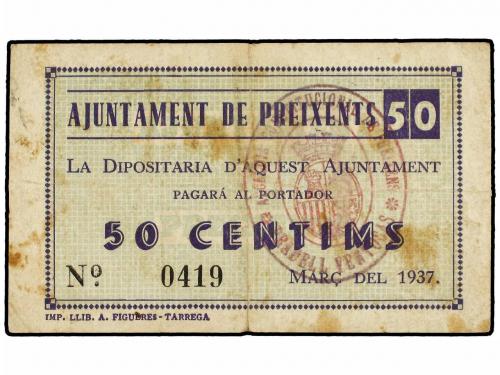 AJUNTAMENT DE PREIXENTS 50
LA DIPOSITARIA D'AQUEST AJUNTAMENT
PAGARÁ AL PORTADOR
50 CENTIMS
Nº. 0419 MARÇ DEL 1937.
IMP. LLIB. A. FIGUERES - TARREGA